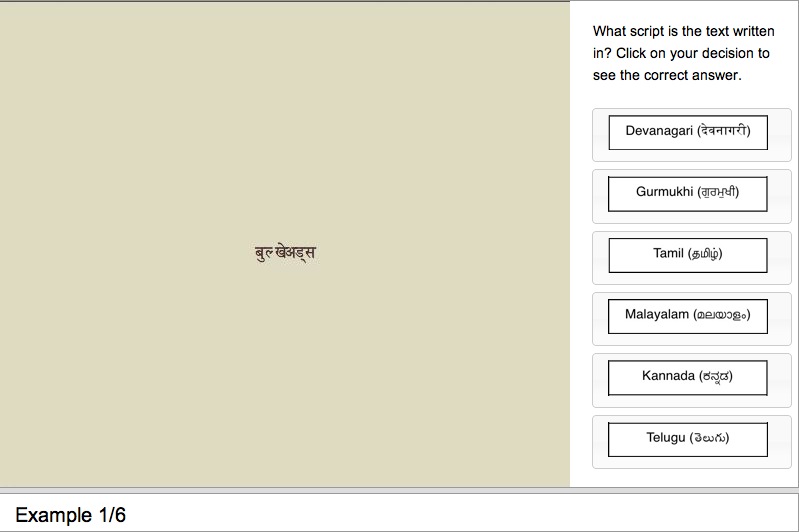 What script is the text written
in? Click on your decision to
see the correct answer.
बुल्खेअड्स
Devanagari (देवनागरी)
Gurmukhi (ਗੁਰਮੁਖੀ)
Tamil (தமிழ்)
Malayalam (മലയാളം)
Kannada (ಕನ್ನಡ)
Telugu (తెలుగు)
Example 1/6